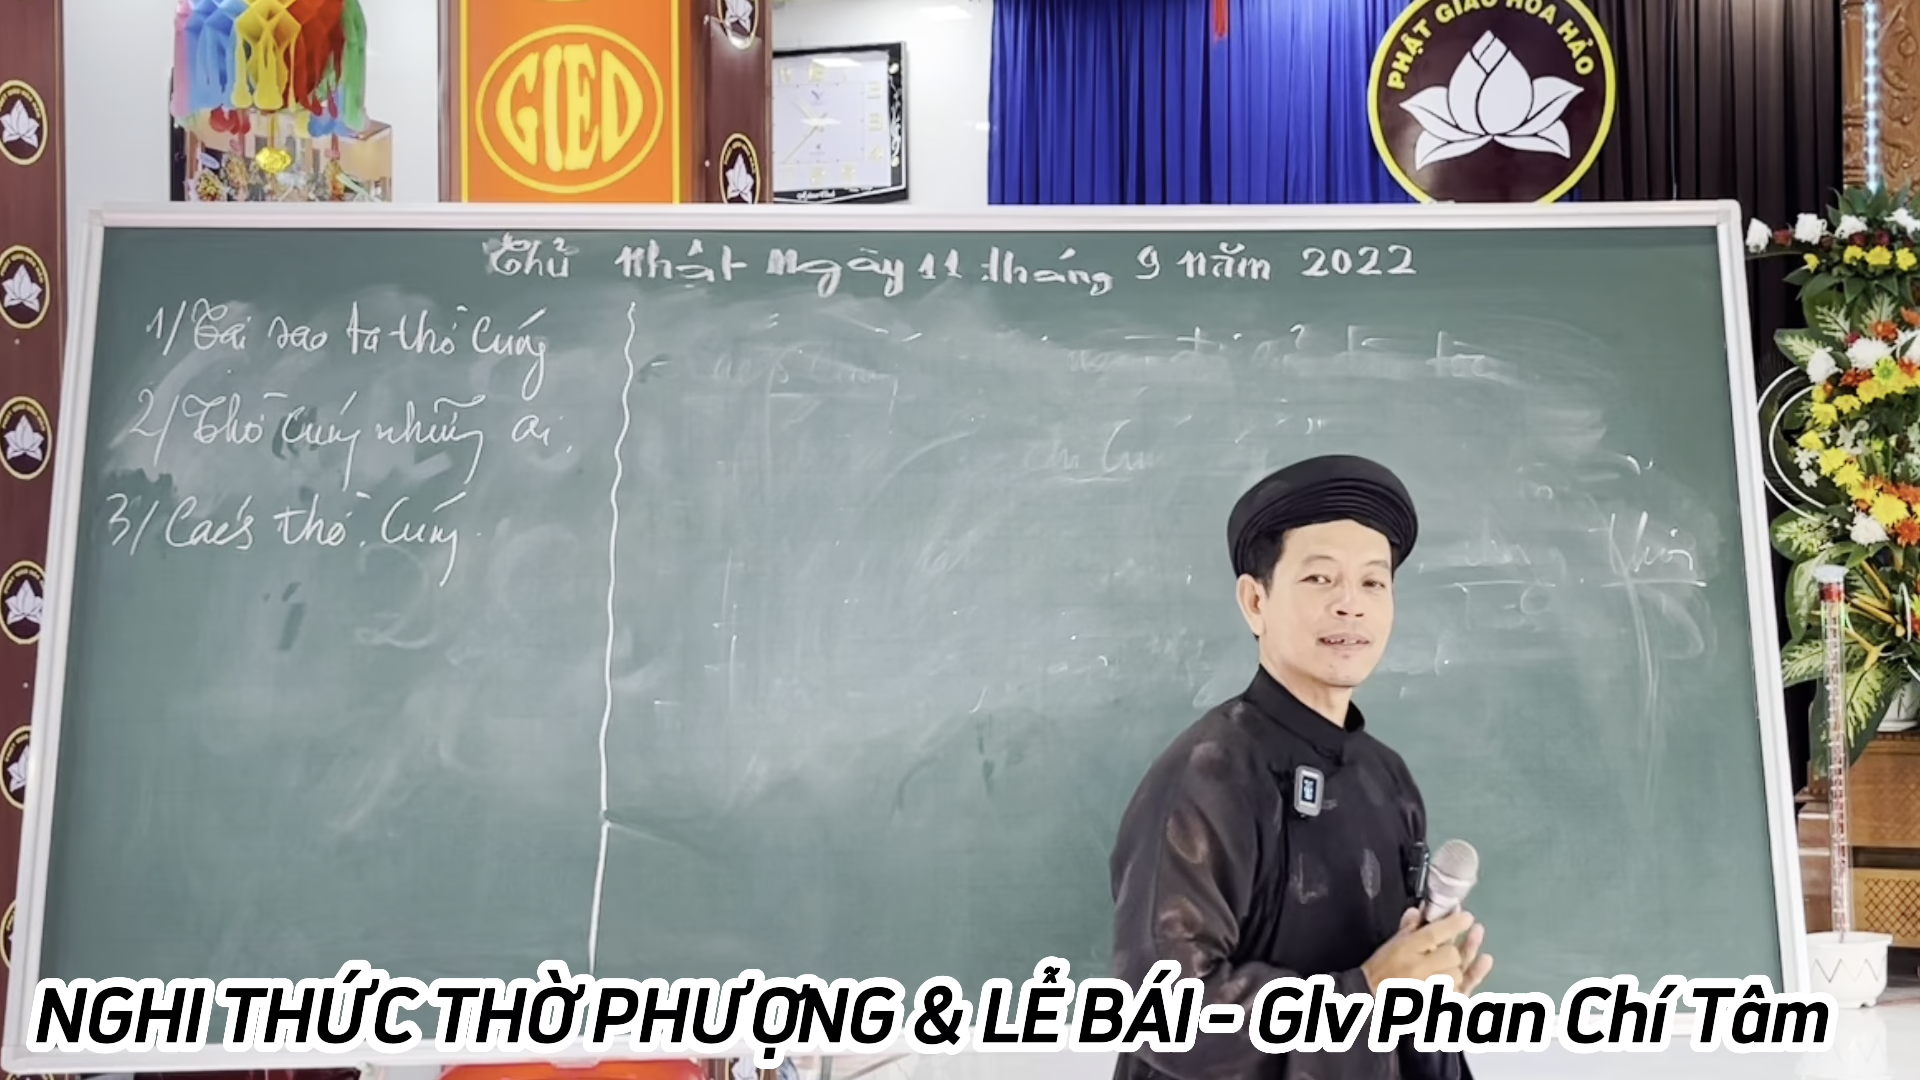 PHẬT GIÁO HÒA HẢO
GIEO
Chủ Nhật Ngày 11 tháng 9 năm 2022
1/ Tại sao ta thờ Cúng
2/ Thờ Cúng những ai.
3/ Cách thờ. Cúng.
NGHI THỨC THỜ PHƯỢNG & LỄ BÁI - Glv Phan Chí Tâm